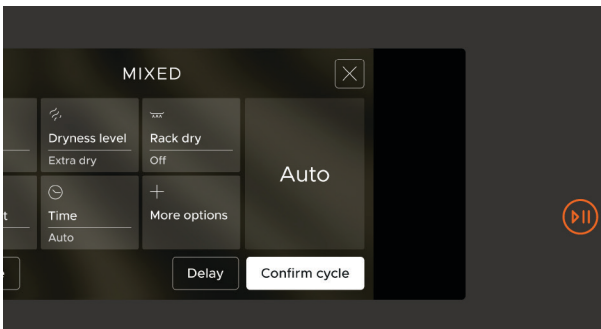 MIXED
Dryness level
Extra dry
Rack dry
Off
Auto
t
Time
Auto
More options
Delay
Confirm cycle